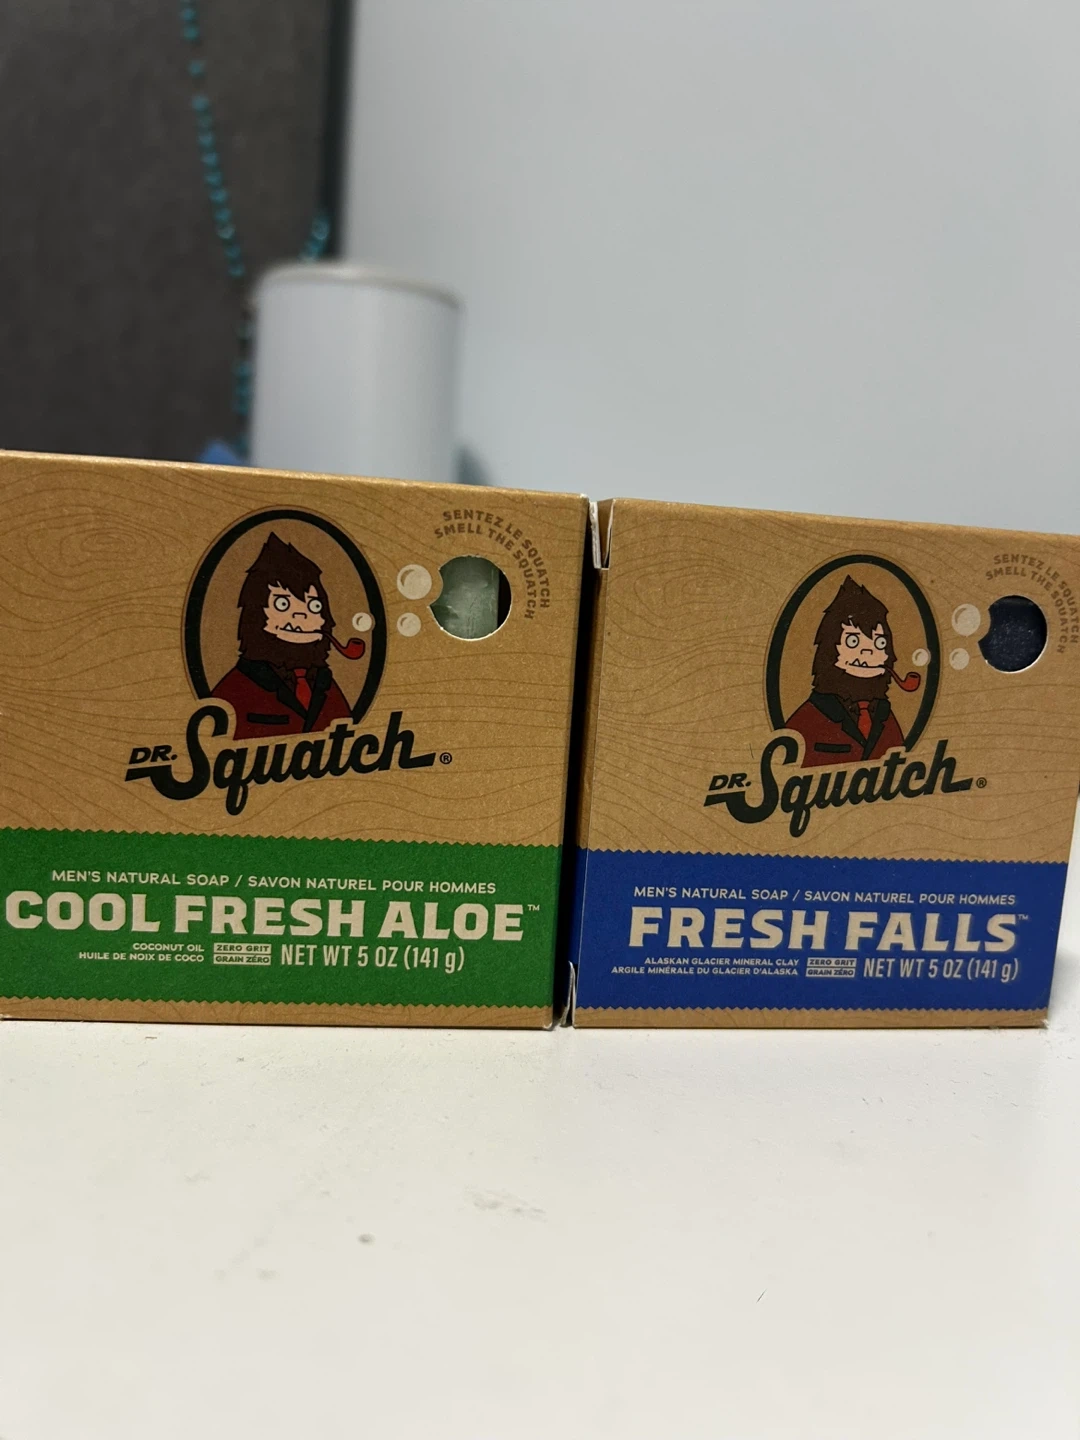 SENTEZ LE SQUATCH
SMELL THE SQUATCH
DR. Squatch®
MEN'S NATURAL SOAP / SAVON NATUREL POUR HOMMES
COOL FRESH ALOE™
COCONUT OIL
HUILE DE NOIX DE COCO
ZERO GRIT
GRAIN ZÉRO
NET WT 5 OZ (141 g)
SENTEZ LE SQUATCH
SMELL THE SQUATCH
DR. Squatch®
MEN'S NATURAL SOAP / SAVON NATUREL POUR HOMMES
FRESH FALLS™
ALASKAN GLACIER MINERAL CLAY
ARGILE MINÉRALE DU GLACIER D'ALASKA
ZERO GRIT
GRAIN ZÉRO
NET WT 5 OZ (141 g)